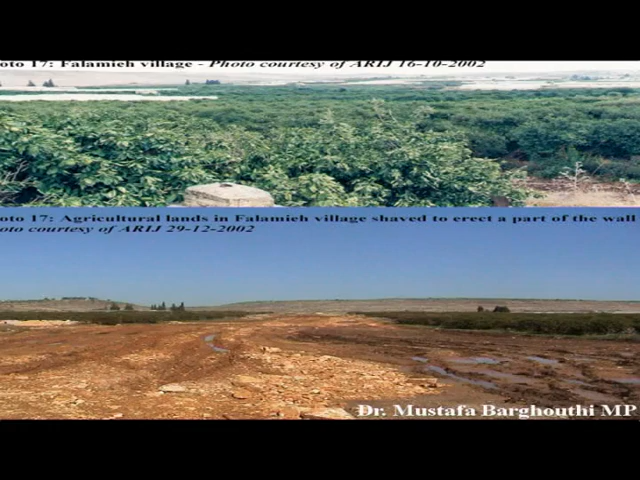 oto 17: Falamieh village - Photo courtesy of ARIJ 16-10-2002
oto 17: Agricultural lands in Falamieh village shaved to erect a part of the wall
oto courtesy of ARIJ 29-12-2002
Dr. Mustafa Barghouthi MP